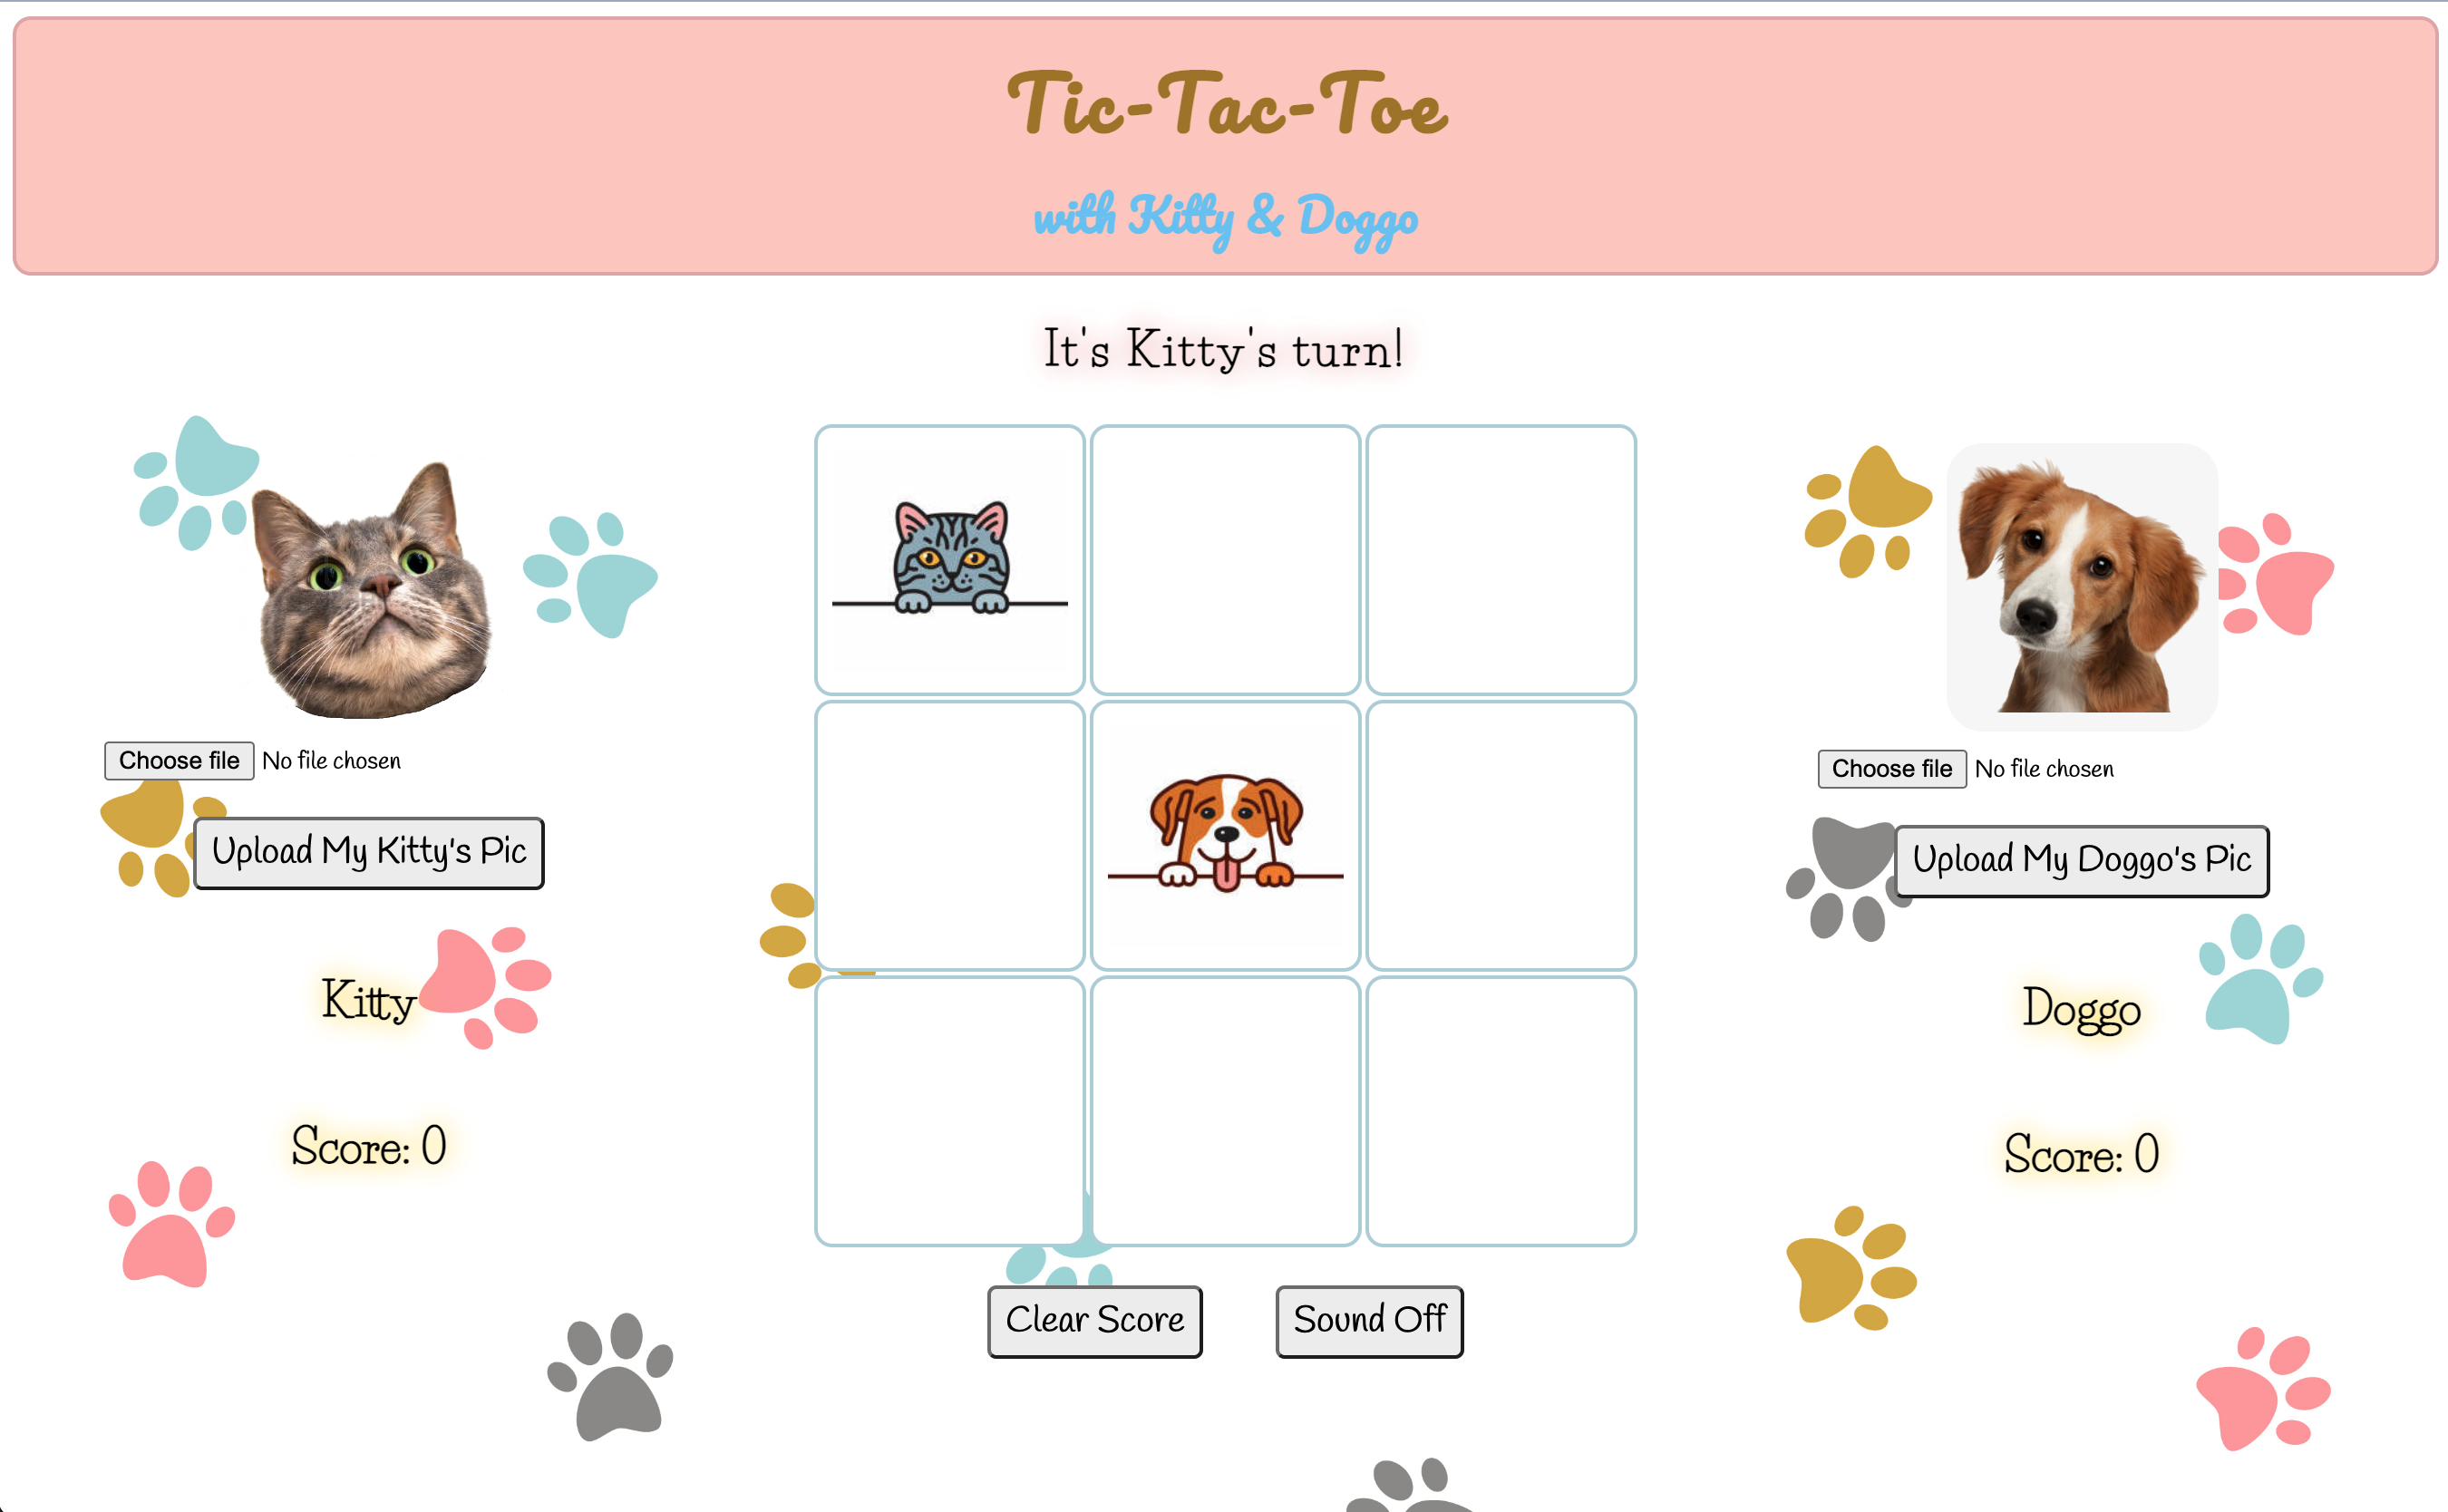 Tic-Tac-Toe
with Kitty & Doggo
It's Kitty's turn!
Choose file No file chosen
Upload My Kitty's Pic
Kitty
Score: 0
Clear Score
Sound Off
Choose file No file chosen
Upload My Doggo's Pic
Doggo
Score: 0